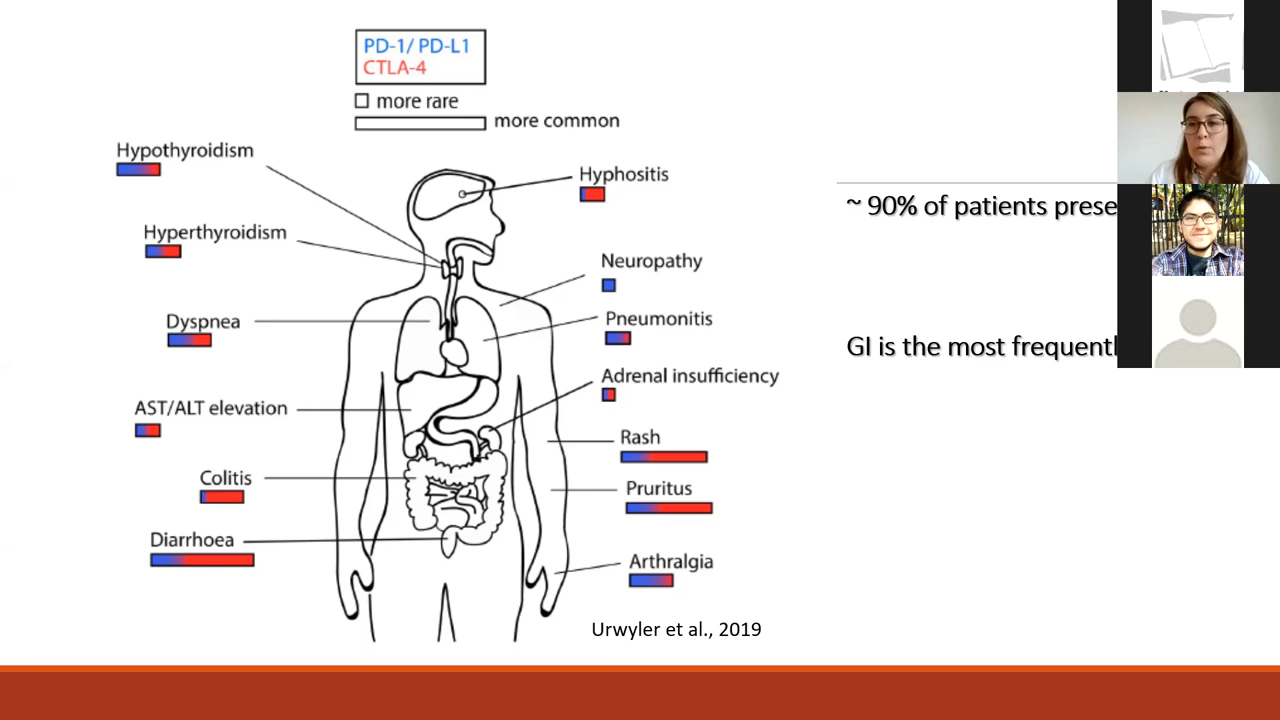 PD-1/ PD-L1
CTLA-4
more rare
more common
Hypothyroidism
Hyphositis
Hyperthyroidism
Neuropathy
Dyspnea
Pneumonitis
Adrenal insufficiency
AST/ALT elevation
Rash
Colitis
Pruritus
Diarrhoea
Arthralgia
Urwyler et al., 2019
~ 90% of patients prese
GI is the most frequentl